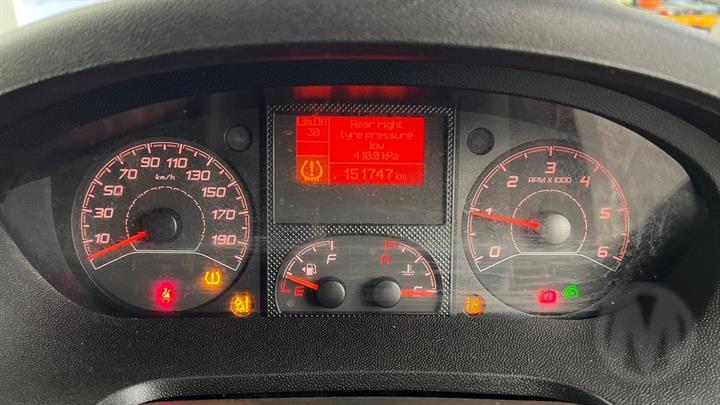 Lim.Off
30
Rear right
tyre pressure
low
410.0 kPa
151747 km
10 30 50 70 90 110 130 150 170 190
km/h
E F
H C
0 1 2 3 4 5 6
RPM X 1000
M